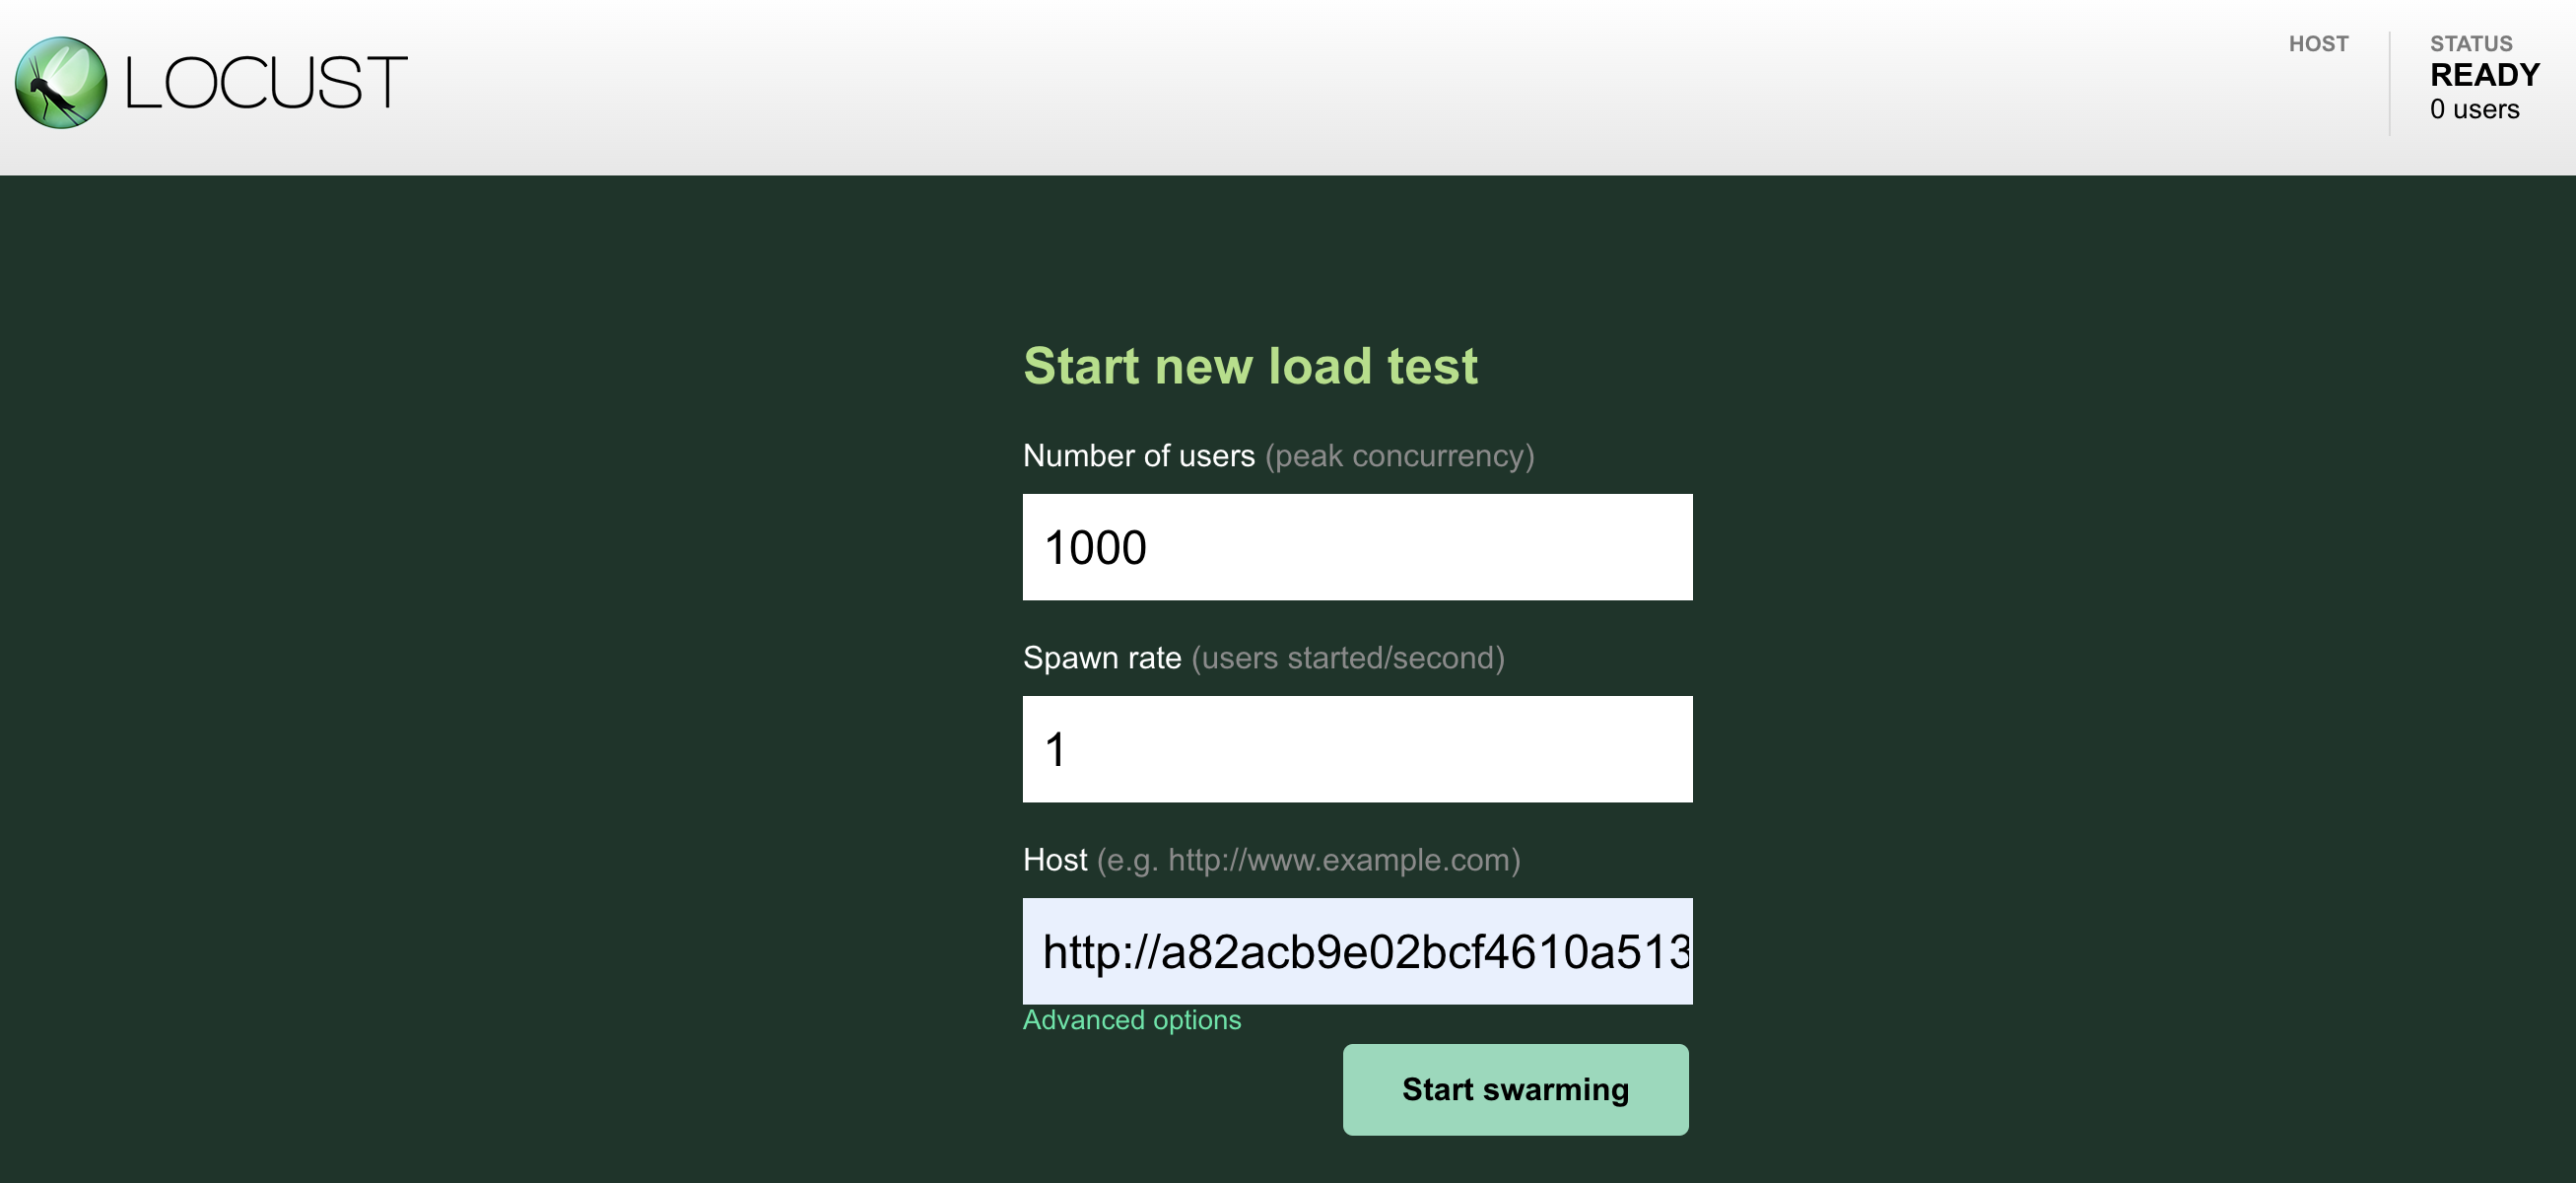 LOCUST
HOST
STATUS
READY
0 users
Start new load test
Number of users (peak concurrency)
1000
Spawn rate (users started/second)
1
Host (e.g. http://www.example.com)
http://a82acb9e02bcf4610a513
Advanced options
Start swarming